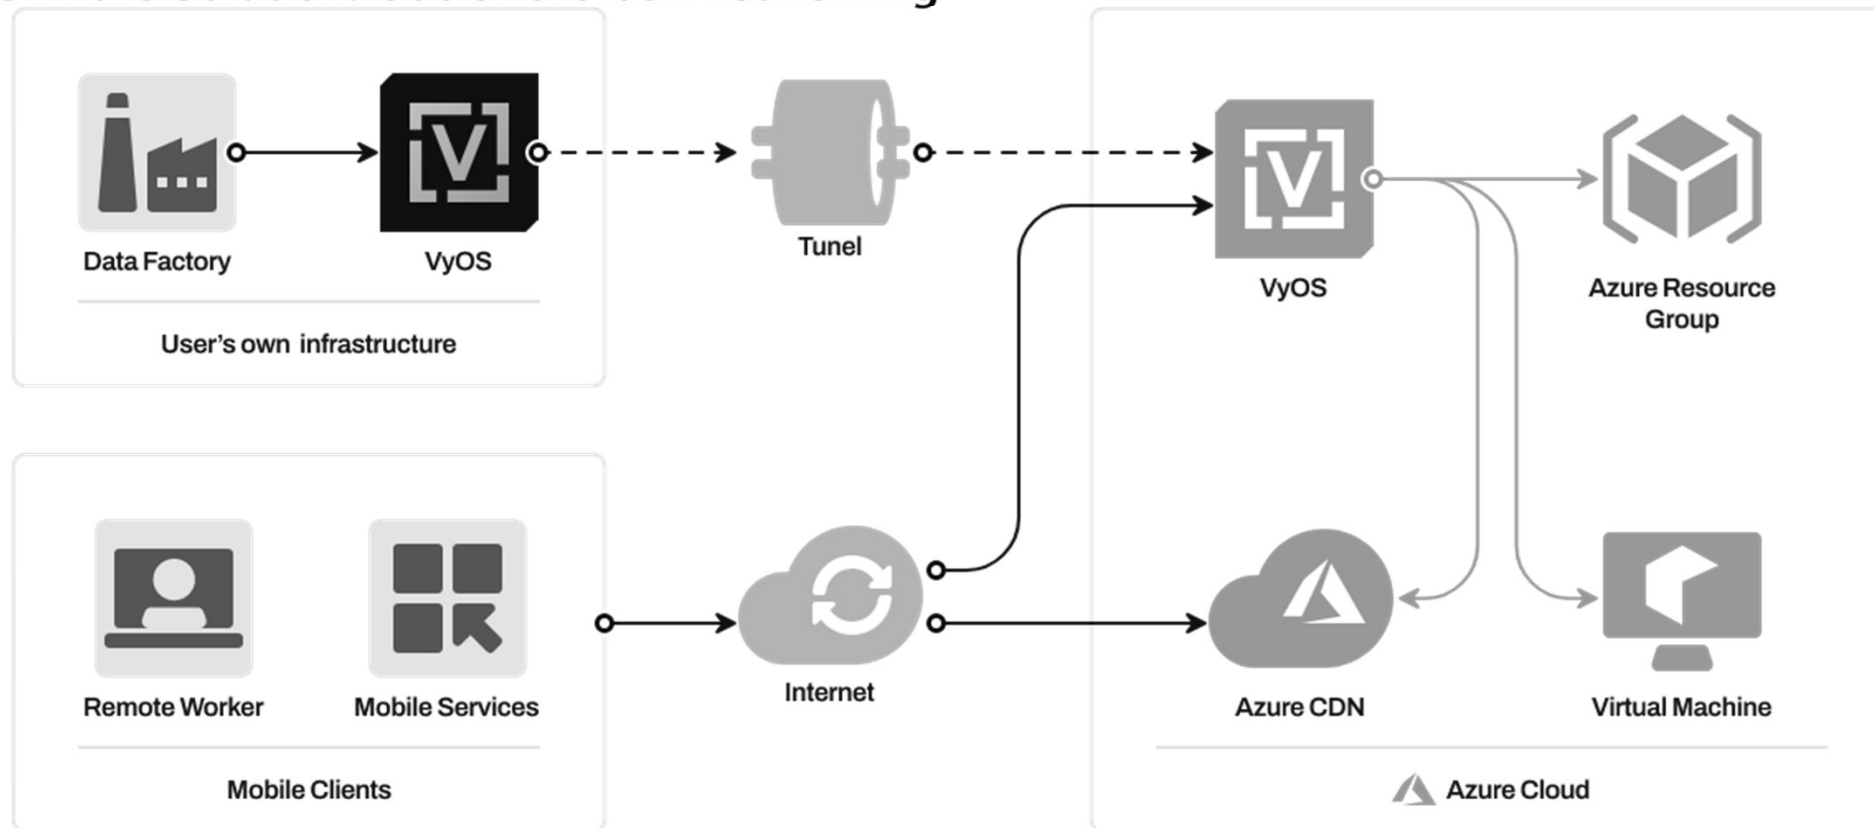 Data Factory
VyOS
User's own infrastructure
Tunel
VyOS
Azure Resource
Group
Remote Worker
Mobile Services
Mobile Clients
Internet
Azure CDN
Virtual Machine
Azure Cloud